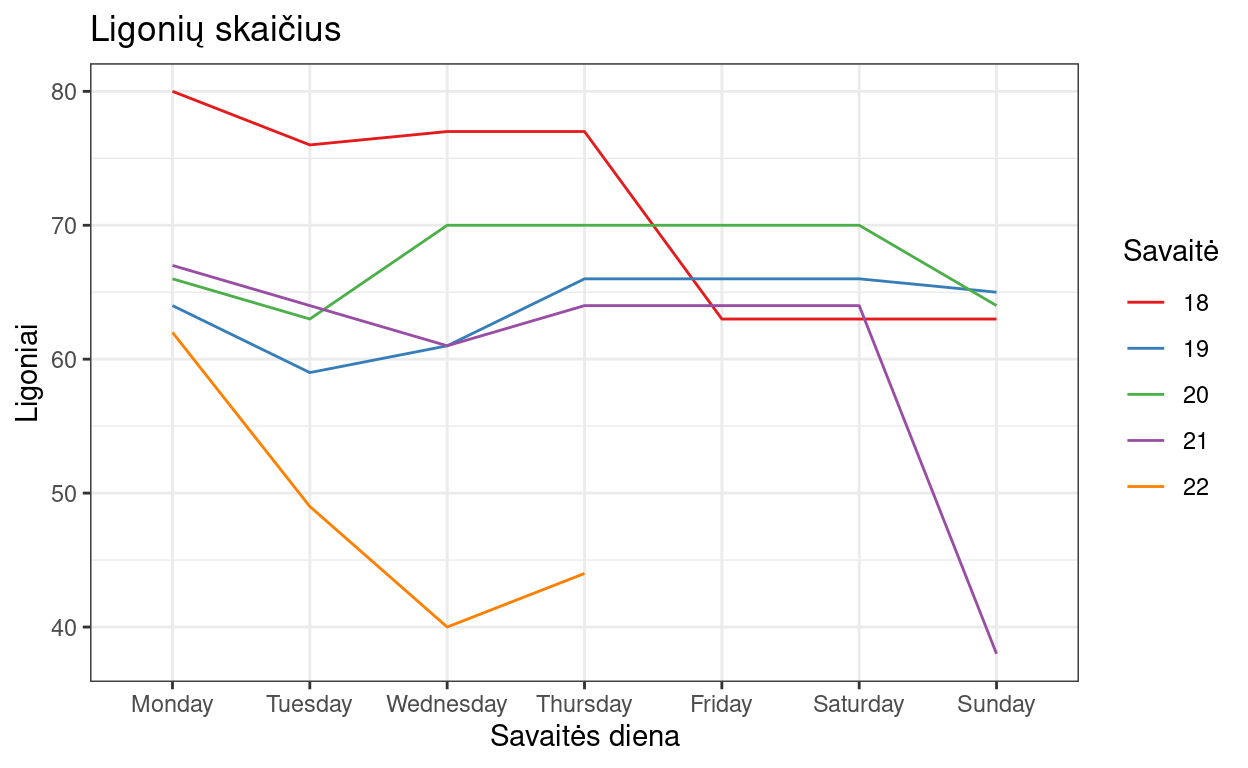 Ligonių skaičius
80
70
60
50
40
Ligoniai
Monday Tuesday Wednesday Thursday Friday Saturday Sunday
Savaitės diena
Savaitė
18
19
20
21
22